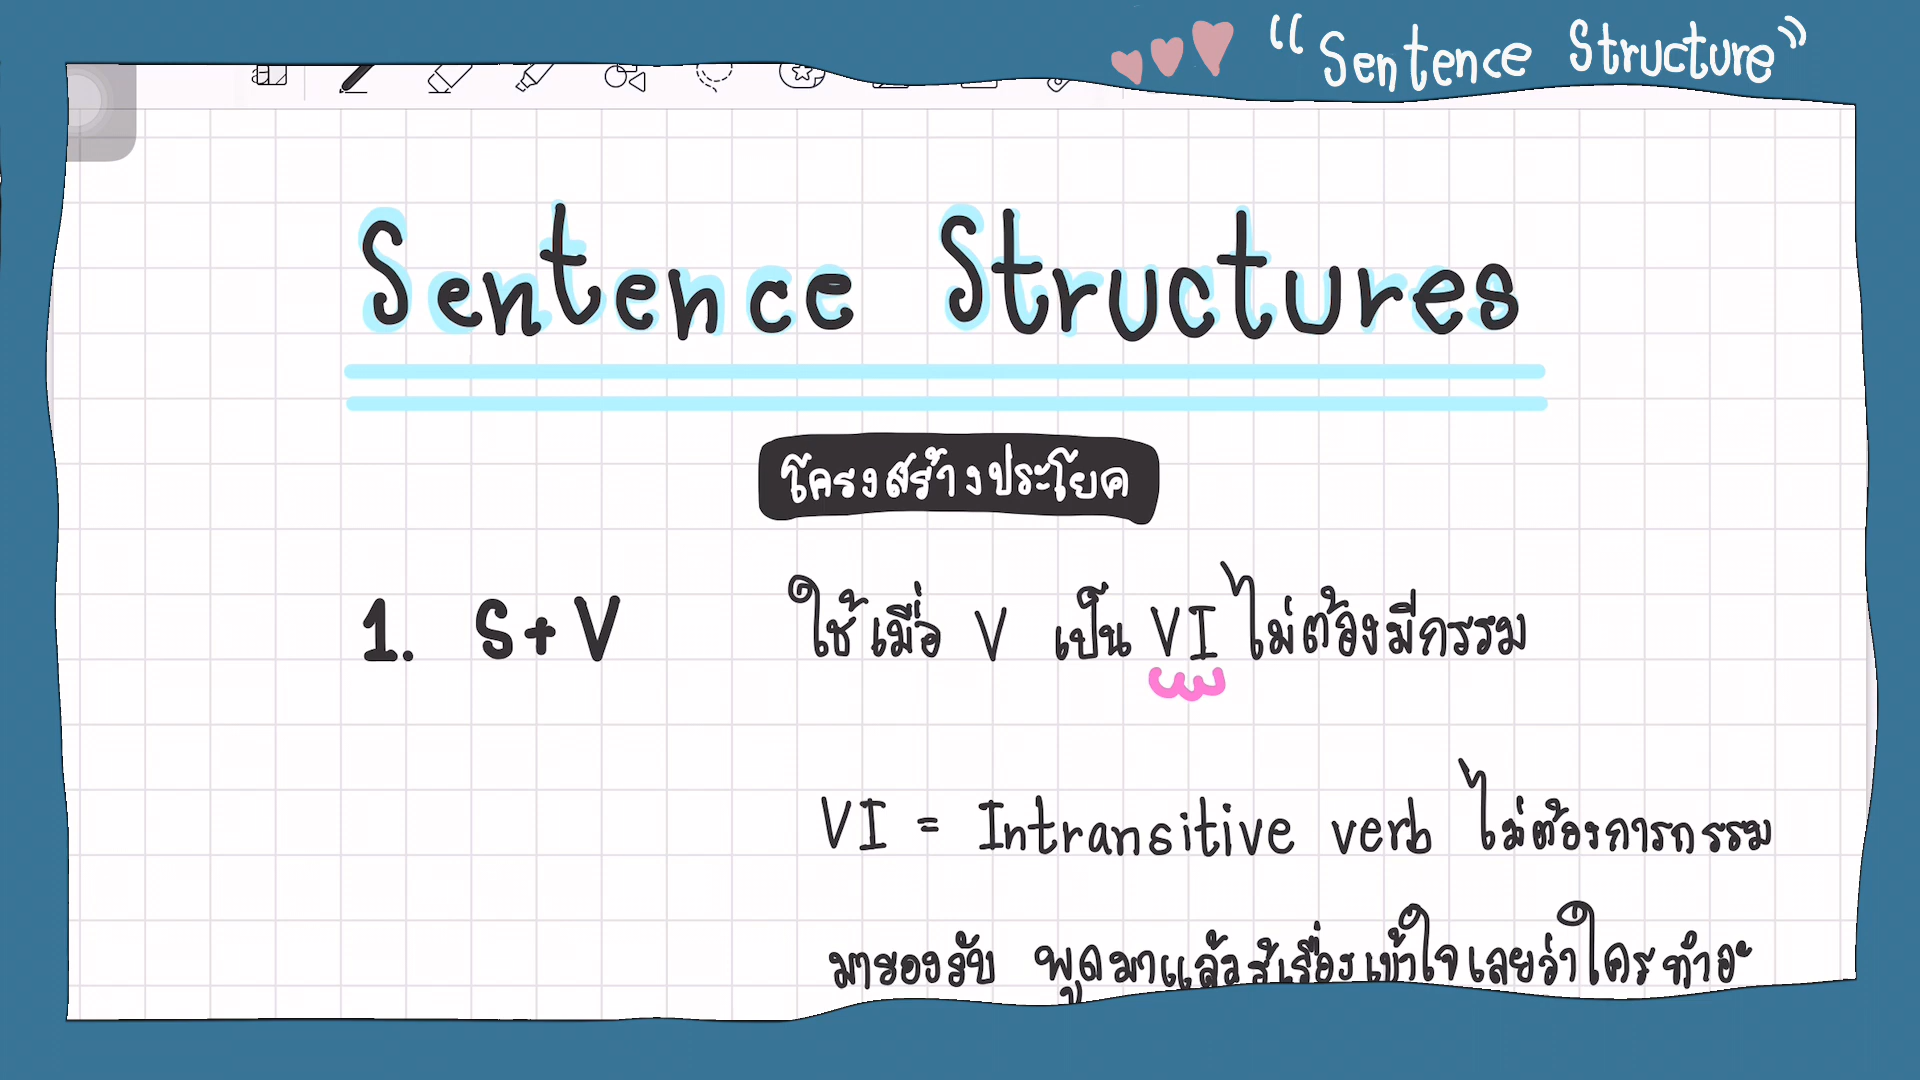 “Sentence Structure”
Sentence Structures
โครงสร้างประโยค
1. S + V ใช้เมื่อ V เป็น VI ไม่ต้องมีกรรม
VI = Intransitive verb ไม่ต้องการกรรม
มารองรับ พูดมาแล้วรู้เรื่องเข้าใจเลยว่าใครทำอะ